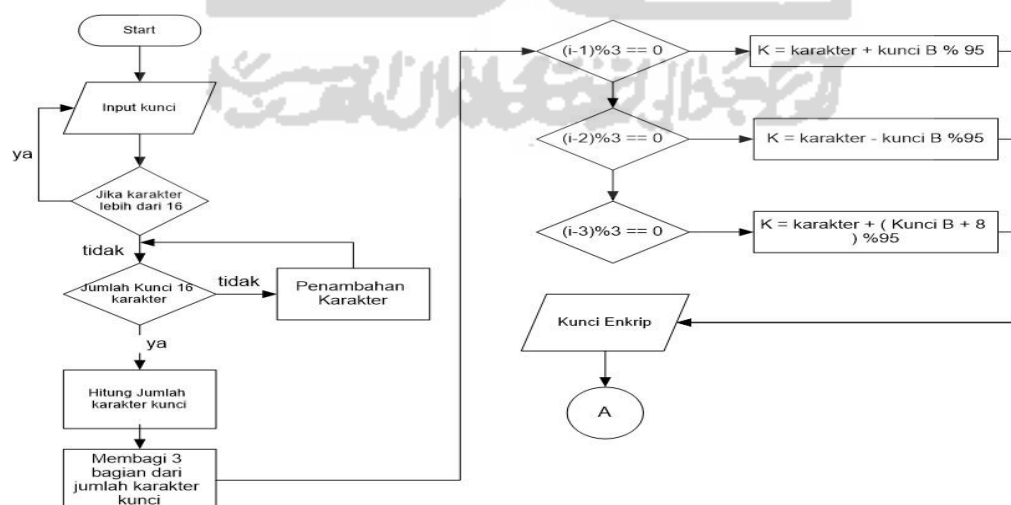 Start
Input kunci
ya
Jika karakter
lebih dari 16
tidak
Jumlah Kunci 16
karakter
tidak
Penambahan
Karakter
ya
Hitung Jumlah
karakter kunci
Membagi 3
bagian dari
jumlah karakter
kunci
(i-1)%3 == 0
K = karakter + kunci B % 95
(i-2)%3 == 0
K = karakter - kunci B %95
(i-3)%3 == 0
K = karakter + ( Kunci B + 8
) %95
Kunci Enkrip
A